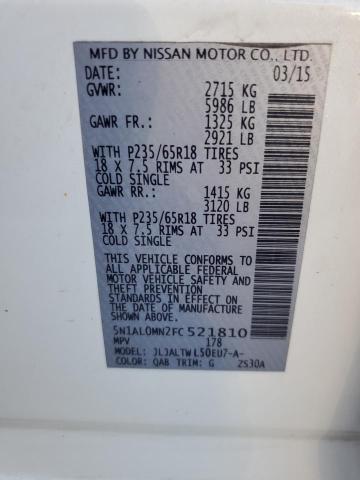 MFD BY NISSAN MOTOR CO., LTD.
DATE: 03/15
GVWR: 2715 KG
5986 LB
GAWR FR.: 1325 KG
2921 LB
WITH P235/65R18 TIRES
18 X 7.5 RIMS AT 33 PSI
COLD SINGLE
GAWR RR.: 1415 KG
3120 LB
WITH P235/65R18 TIRES
18 X 7.5 RIMS AT 33 PSI
COLD SINGLE
THIS VEHICLE CONFORMS TO
ALL APPLICABLE FEDERAL
MOTOR VEHICLE SAFETY
AND THEFT PREVENTION
STANDARDS IN EFFECT ON
THE DATE OF MANUFACTURE
SHOWN ABOVE.
5N1AL0MN2FC521810
MPV 178
MODEL: JLJALTWL50EU7-A-
COLOR: QAB TRIM: G ZS30A